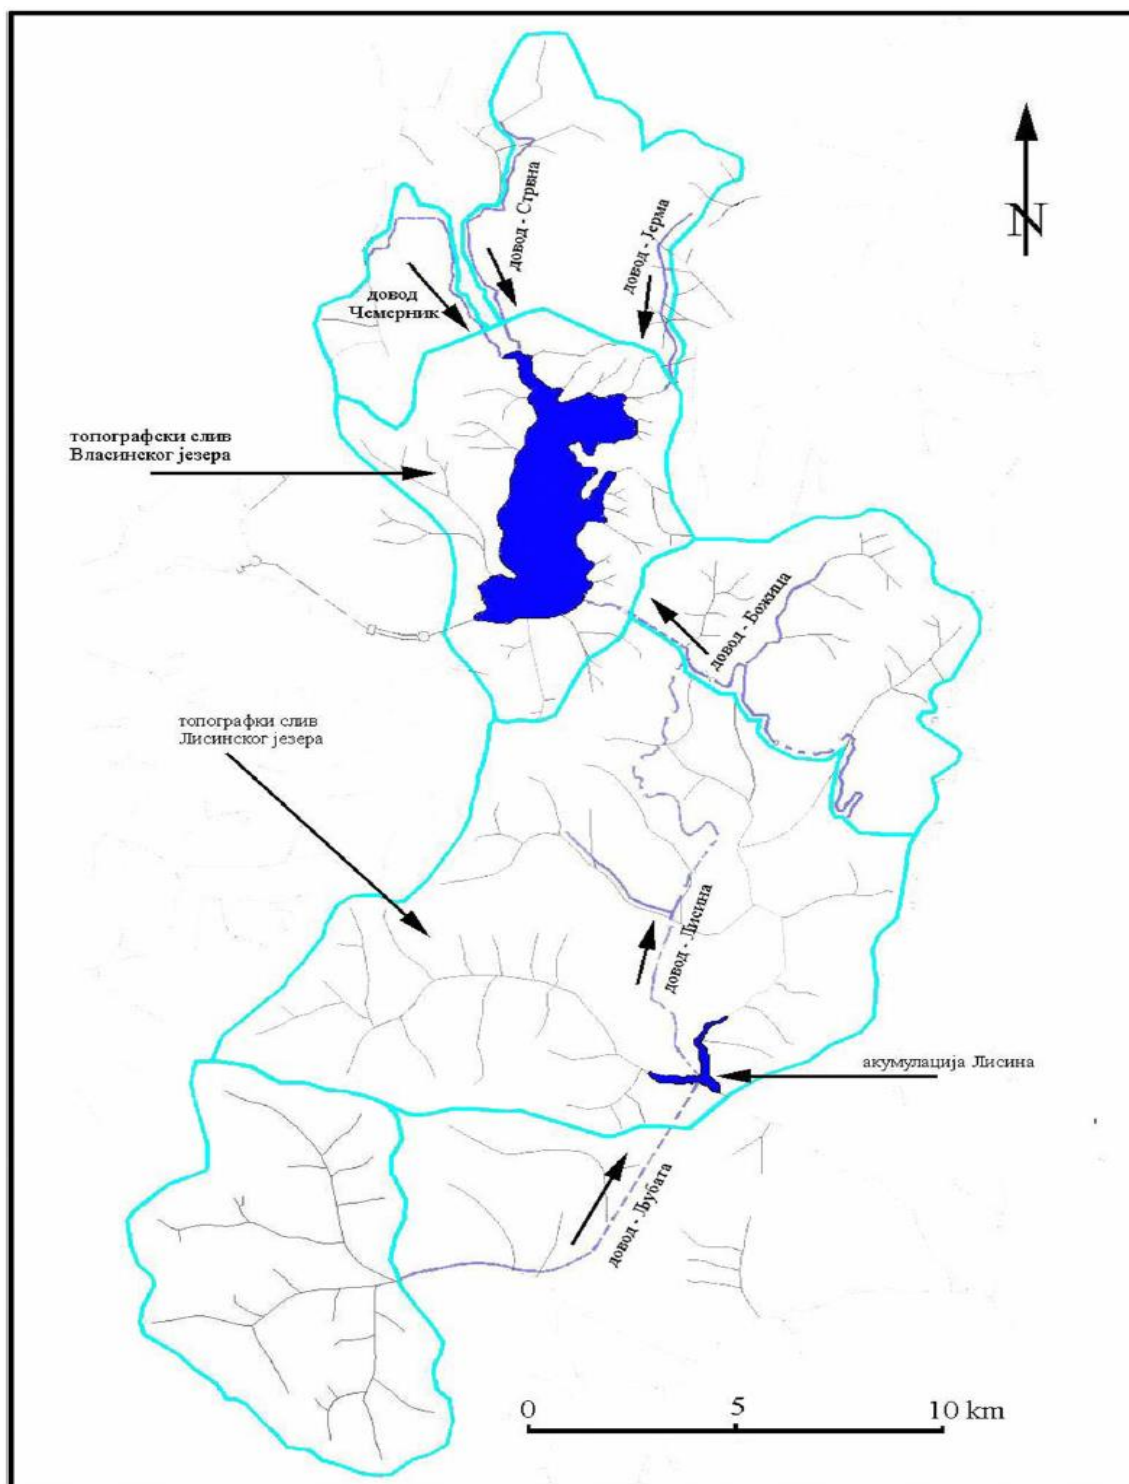 довод - Стрвна
довод - Јерма
N
довод
Чемерник
топографски слив
Власинског језера
довод - Божица
топографки слив
Лисинског језера
довод - Лисина
акумулација Лисина
довод - Љубата
0 5 10 km